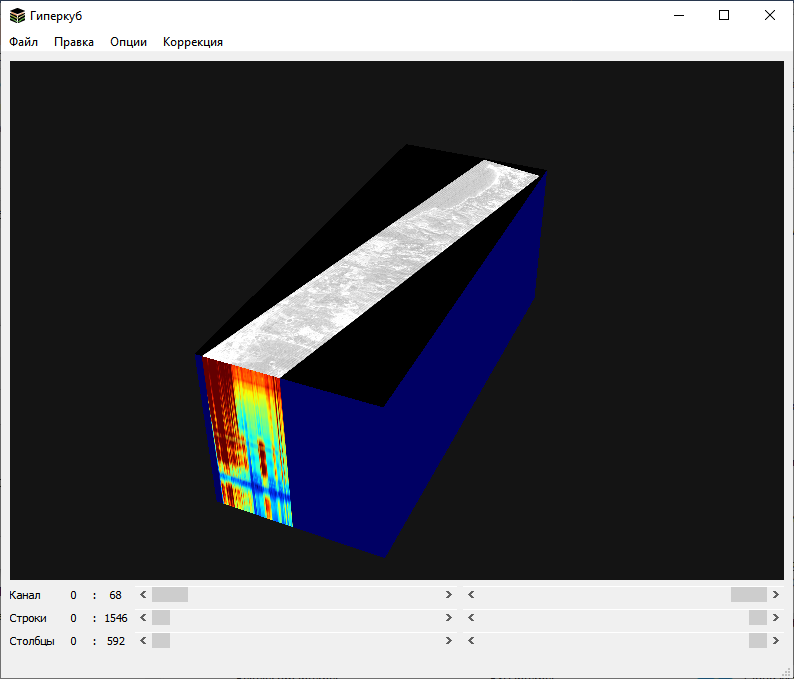 Гиперкуб
Файл Правка Опции Коррекция
Канал 0 : 68
Строки 0 : 1546
Столбцы 0 : 592